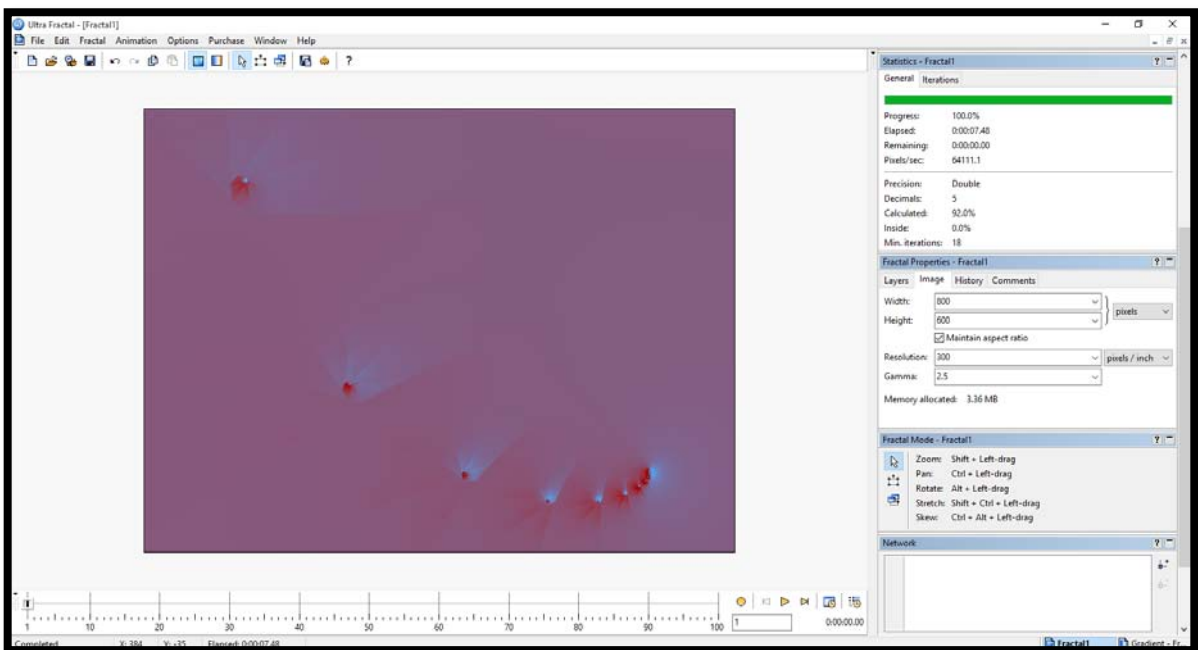 Ultra Fractal - [Fractal1]
File Edit Fractal Animation Options Purchase Window Help
?
Statistics - Fractal1
General Iterations
Progress: 100.0%
Elapsed: 0:00:07.48
Remaining: 0:00:00.00
Pixels/sec: 64111.1
Precision: Double
Decimals: 5
Calculated: 92.0%
Inside: 0.0%
Min. iterations: 18
Fractal Properties - Fractal1
Layers Image History Comments
Width: 800
pixels
Height: 600
Maintain aspect ratio
Resolution: 300 pixels / inch
Gamma: 2.5
Memory allocated: 3.36 MB
Fractal Mode - Fractal1
Zoom: Shift + Left-drag
Pan: Ctrl + Left-drag
Rotate: Alt + Left-drag
Stretch: Shift + Ctrl + Left-drag
Skew: Ctrl + Alt + Left-drag
Network
1 10 20 30 40 50 60 70 80 90 100
1 0:00:00.00
Completed X: 384 Y: -35 Elapsed: 0:00:07.48
Fractal1 Gradient - Fr...